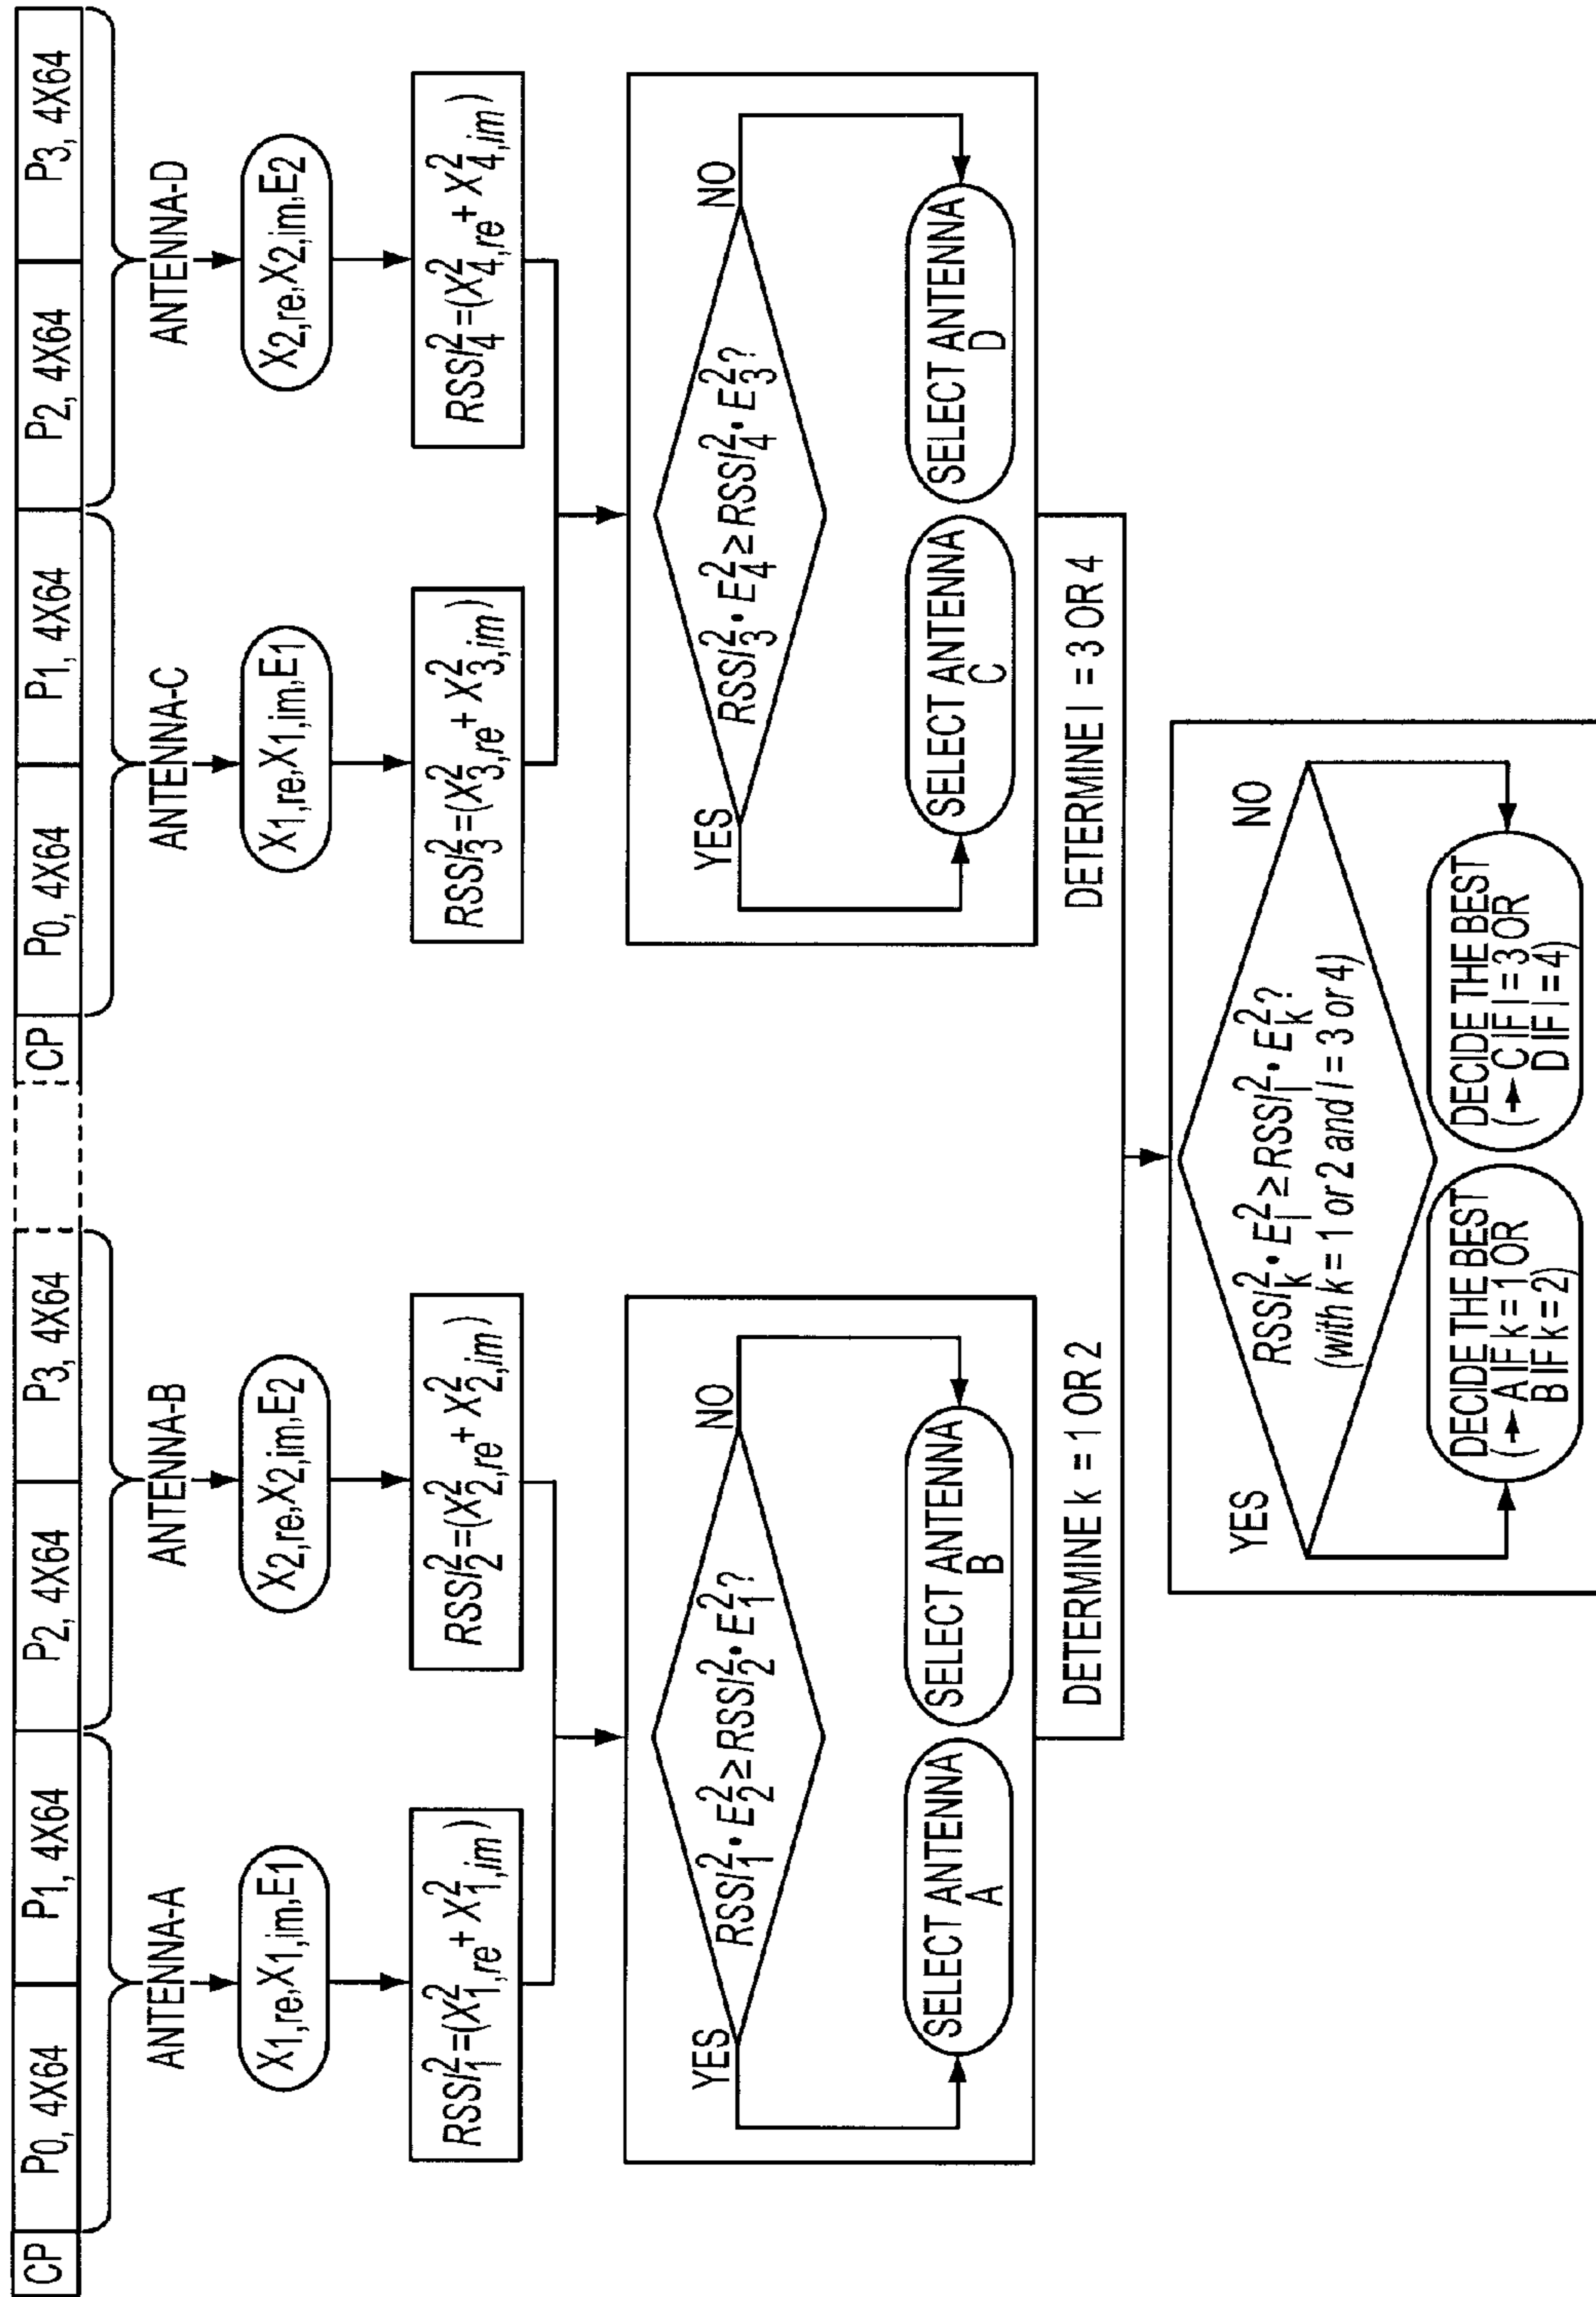 CP
P0, 4X64
P1, 4X64
P2, 4X64
P3, 4X64
CP
P0, 4X64
P1, 4X64
P2, 4X64
P3, 4X64
ANTENNA-A
ANTENNA-B
ANTENNA-C
ANTENNA-D
X1,re,X1,im,E1
X2,re,X2,im,E2
X1,re,X1,im,E1
X2,re,X2,im,E2
RSSI₁²=(X²₁,re + X²₁,im)
RSSI₂²=(X²₂,re + X²₂,im)
RSSI₃²=(X²₃,re + X²₃,im)
RSSI₄²=(X²₄,re + X²₄,im)
YES
RSSI₁²•E₂² ≥ RSSI₂²•E₁²?
NO
SELECT ANTENNA
A
SELECT ANTENNA
B
YES
RSSI₃²•E₄² ≥ RSSI₄²•E₃²?
NO
SELECT ANTENNA
C
SELECT ANTENNA
D
DETERMINE k = 1 OR 2
DETERMINE l = 3 OR 4
YES
RSSIₖ²•Eₗ² ≥ RSSIₗ²•Eₖ²?
(with k = 1 or 2 and l = 3 or 4)
NO
DECIDE THE BEST
(→ A IF k = 1 OR
B IF k = 2)
DECIDE THE BEST
(→ C IF l = 3 OR
D IF l = 4)